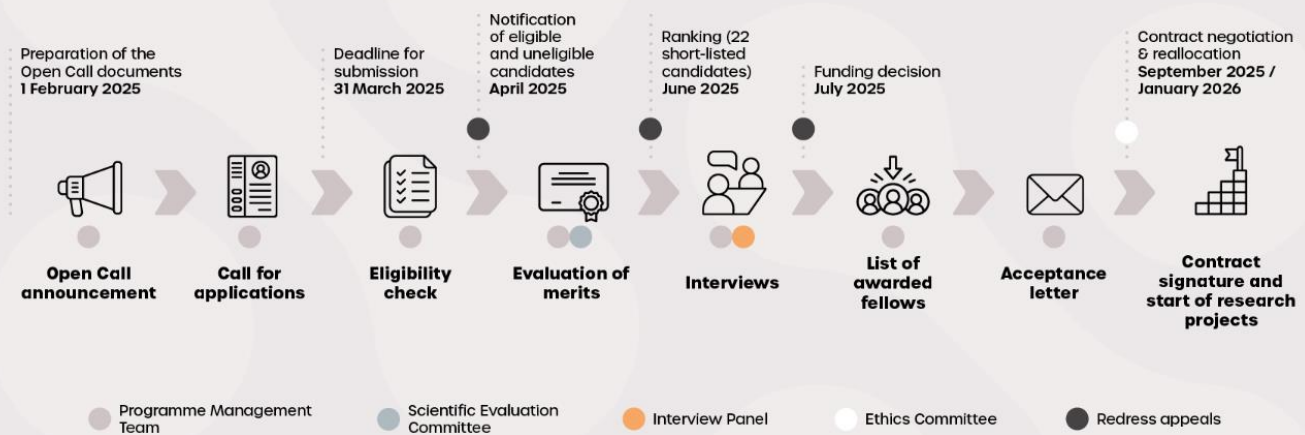 Preparation of the
Open Call documents
1 February 2025
Deadline for
submission
31 March 2025
Notification
of eligible
and uneligible
candidates
April 2025
Ranking (22
short-listed
candidates)
June 2025
Funding decision
July 2025
Contract negotiation
& reallocation
September 2025 /
January 2026
Open Call
announcement
Call for
applications
Eligibility
check
Evaluation of
merits
Interviews
List of
awarded
fellows
Acceptance
letter
Contract
signature and
start of research
projects
Programme Management
Team
Scientific Evaluation
Committee
Interview Panel
Ethics Committee
Redress appeals